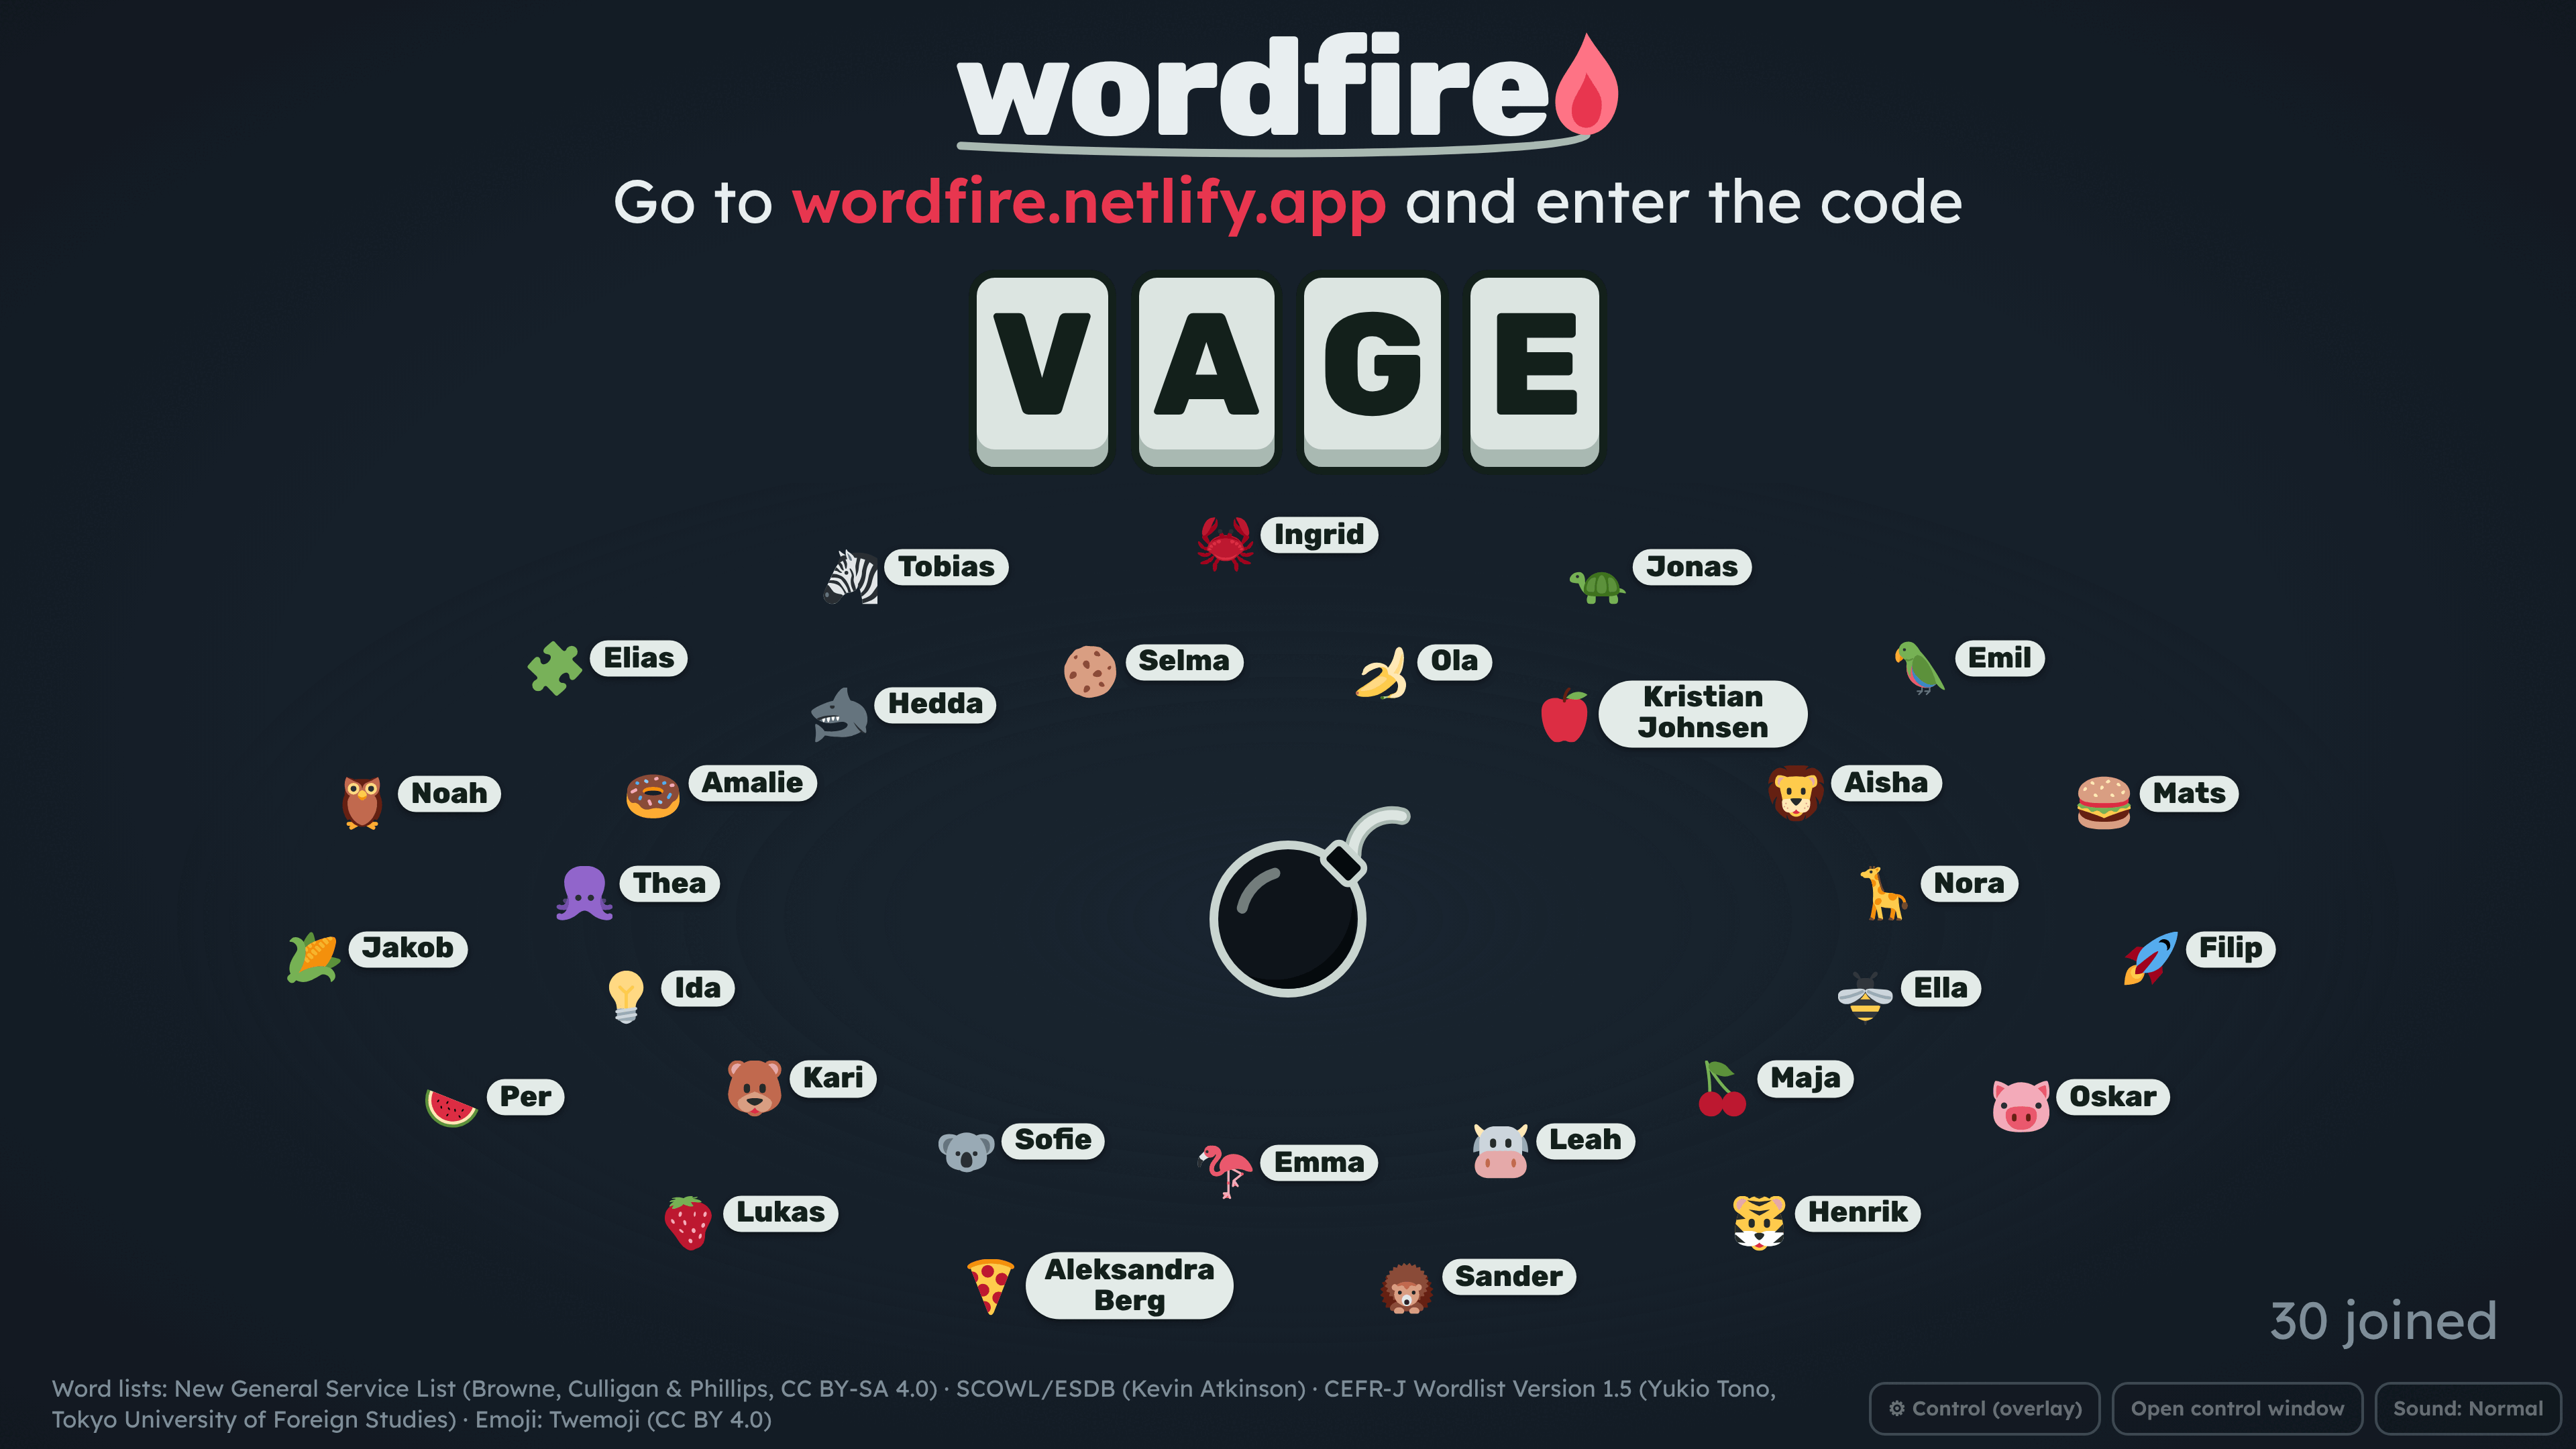 wordfire
Go to wordfire.netlify.app and enter the code
VAGE
Ingrid
Tobias
Jonas
Elias
Selma
Ola
Emil
Hedda
Kristian
Johnsen
Noah
Amalie
Aisha
Mats
Thea
Nora
Jakob
Filip
Ida
Ella
Per
Kari
Maja
Oskar
Sofie
Emma
Leah
Lukas
Henrik
Aleksandra
Berg
Sander
30 joined
Word lists: New General Service List (Browne, Culligan & Phillips, CC BY-SA 4.0) · SCOWL/ESDB (Kevin Atkinson) · CEFR-J Wordlist Version 1.5 (Yukio Tono,
Tokyo University of Foreign Studies) · Emoji: Twemoji (CC BY 4.0)
⚙ Control (overlay)
Open control window
Sound: Normal